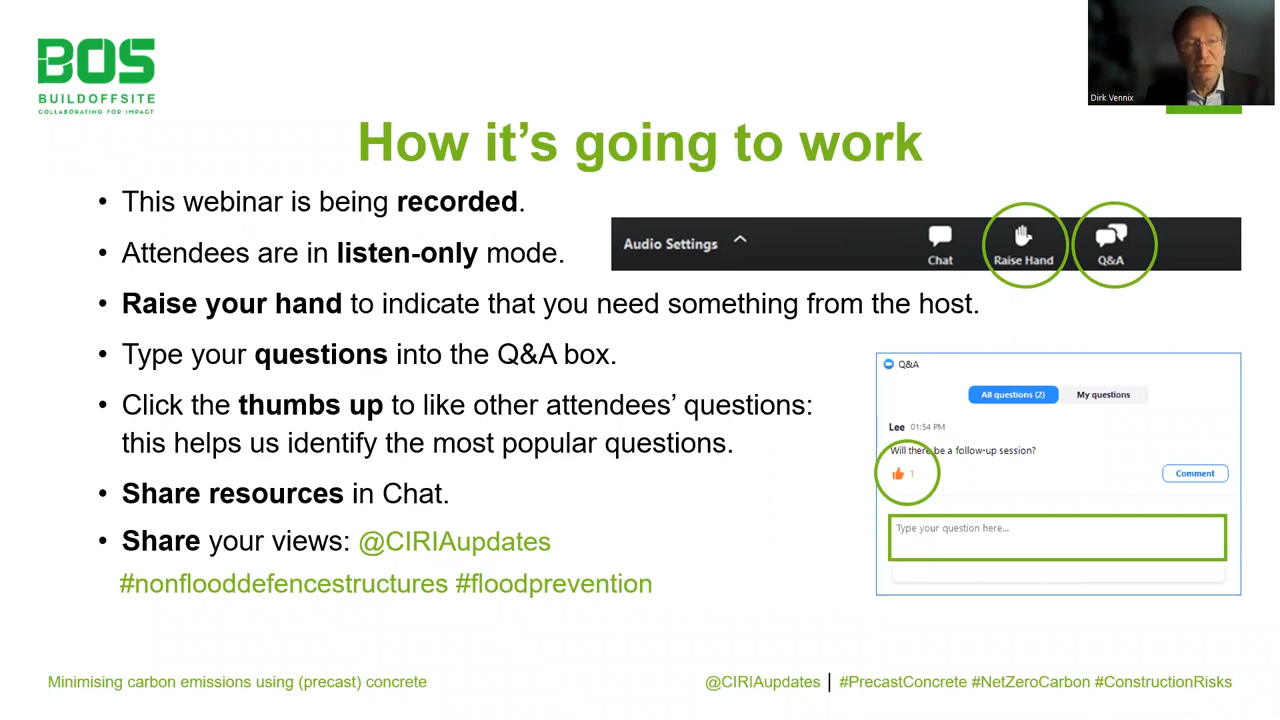 BOS
BUILDOFFSITE
COLLABORATING FOR IMPACT
Dirk Vennix
How it's going to work
• This webinar is being recorded.
• Attendees are in listen-only mode.
Audio Settings
Chat
Raise Hand
Q&A
• Raise your hand to indicate that you need something from the host.
• Type your questions into the Q&A box.
• Click the thumbs up to like other attendees' questions:
this helps us identify the most popular questions.
• Share resources in Chat.
• Share your views: @CIRIAupdates
#nonflooddefencestructures #floodprevention
Q&A
All questions (2)
My questions
Lee 01:54 PM
Will there be a follow-up session?
1
Comment
Type your question here...
Minimising carbon emissions using (precast) concrete
@CIRIAupdates | #PrecastConcrete #NetZeroCarbon #ConstructionRisks